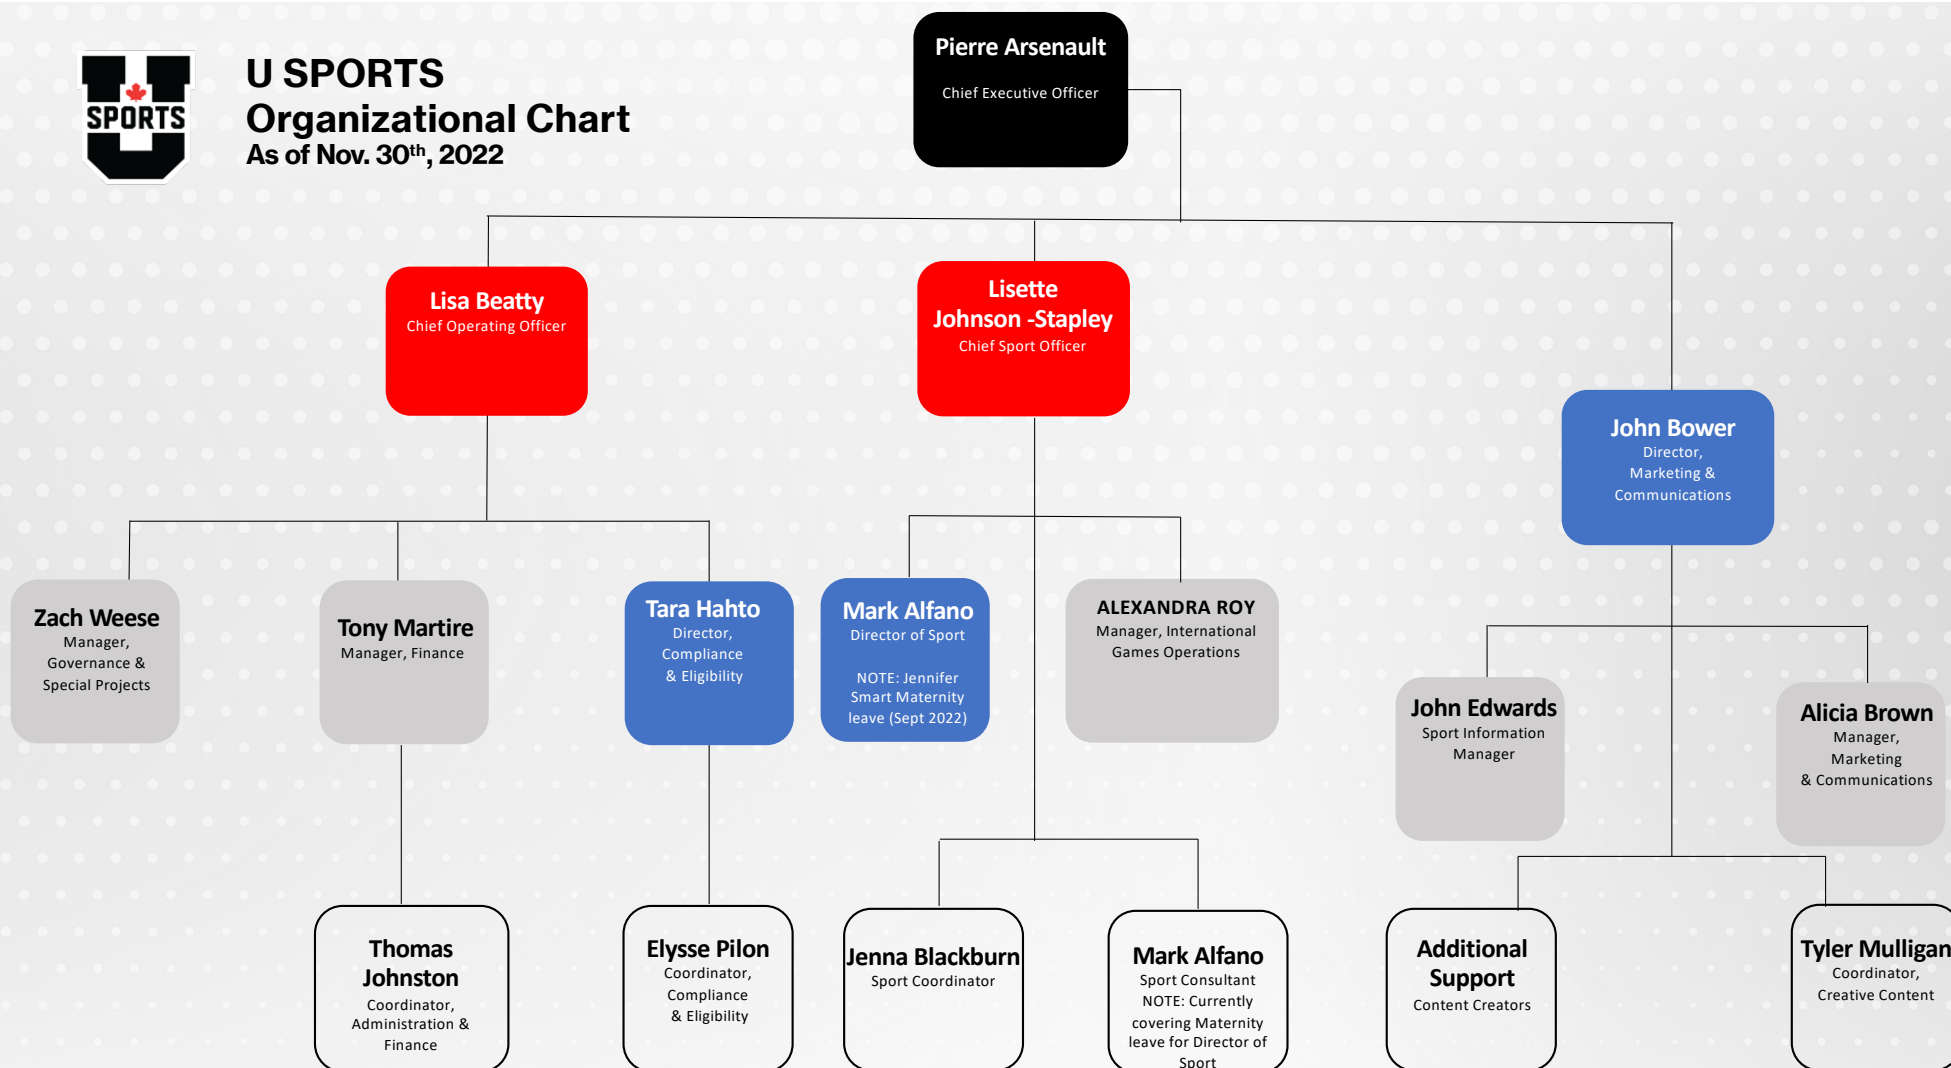 SPORTS
U SPORTS
Organizational Chart
As of Nov. 30th, 2022
Pierre Arsenault
Chief Executive Officer
Lisa Beatty
Chief Operating Officer
Lisette
Johnson -Stapley
Chief Sport Officer
John Bower
Director,
Marketing &
Communications
Zach Weese
Manager,
Governance &
Special Projects
Tony Martire
Manager, Finance
Tara Hahto
Director,
Compliance
& Eligibility
Mark Alfano
Director of Sport
NOTE: Jennifer
Smart Maternity
leave (Sept 2022)
ALEXANDRA ROY
Manager, International
Games Operations
John Edwards
Sport Information
Manager
Alicia Brown
Manager,
Marketing
& Communications
Thomas
Johnston
Coordinator,
Administration &
Finance
Elysse Pilon
Coordinator,
Compliance
& Eligibility
Jenna Blackburn
Sport Coordinator
Mark Alfano
Sport Consultant
NOTE: Currently
covering Maternity
leave for Director of
Sport
Additional
Support
Content Creators
Tyler Mulligan
Coordinator,
Creative Content